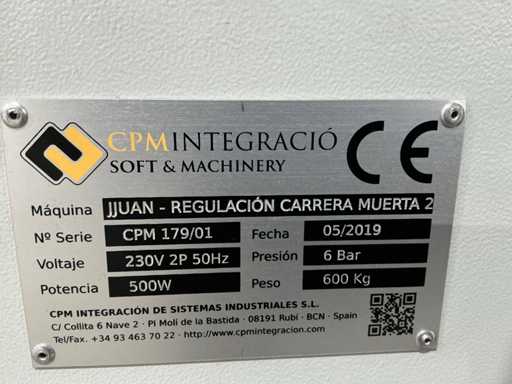 CPMINTEGRACIÓ
SOFT & MACHINERY
CE
Máquina JJUAN - REGULACIÓN CARRERA MUERTA 2
Nº Serie CPM 179/01 Fecha 05/2019
Voltaje 230V 2P 50Hz Presión 6 Bar
Potencia 500W Peso 600 Kg
CPM INTEGRACIÓN DE SISTEMAS INDUSTRIALES S.L.
C/ Collita 6 Nave 2 · Pi Molí de la Bastida · 08191 Rubí · BCN · Spain
Tel/Fax. +34 93 463 70 22 · http://www.cpmintegracion.com